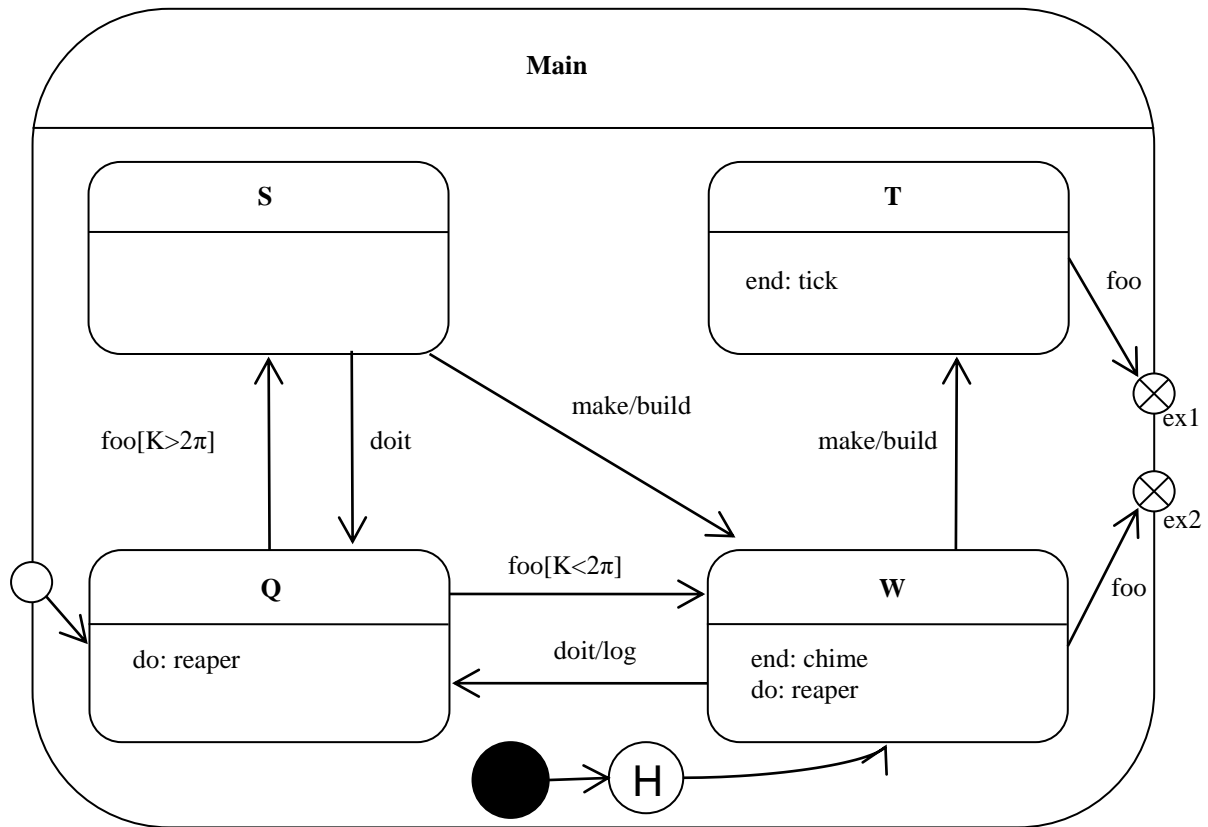 Main
S
T
end: tick
foo
ex1
make/build
make/build
foo[K>2π]
doit
ex2
foo[K<2π]
Q
W
foo
do: reaper
doit/log
end: chime
do: reaper
H